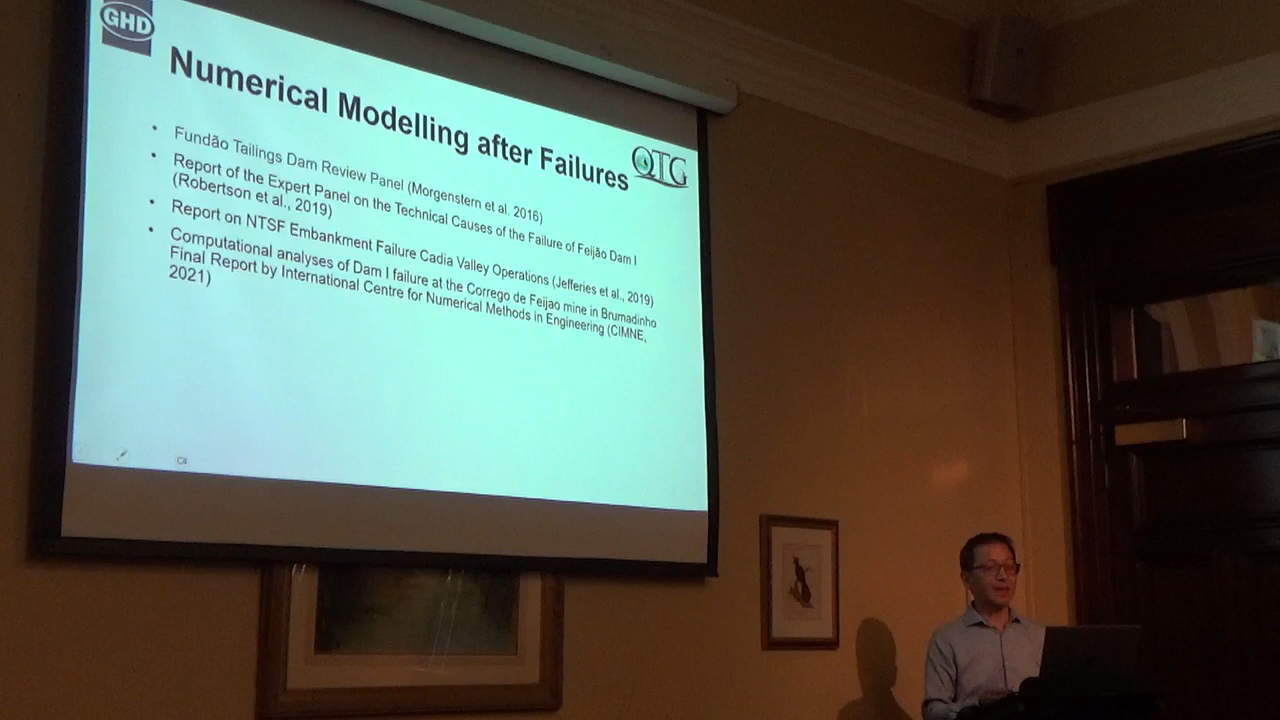 GHD
Numerical Modelling after Failures
QTG
• Fundão Tailings Dam Review Panel (Morgenstern et al. 2016)
• Report of the Expert Panel on the Technical Causes of the Failure of Feijão Dam I
(Robertson et al., 2019)
• Report on NTSF Embankment Failure Cadia Valley Operations (Jefferies et al., 2019)
• Computational analyses of Dam I failure at the Corrego de Feijao mine in Brumadinho
Final Report by International Centre for Numerical Methods in Engineering (CIMNE,
2021)